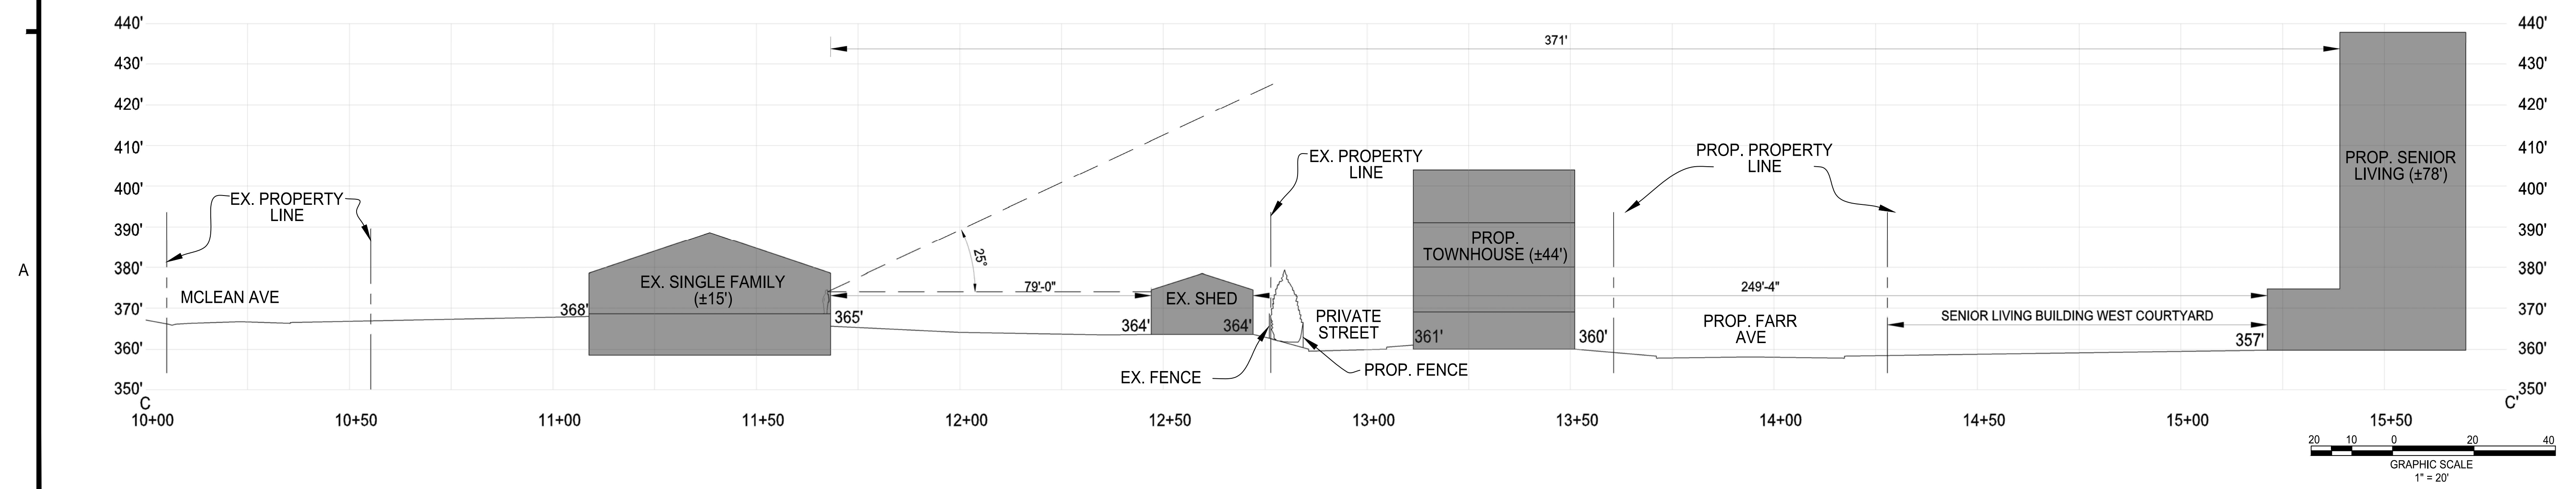 440'
430'
420'
410'
400'
390'
380'
370'
360'
350'
A
371'
EX. PROPERTY
LINE
MCLEAN AVE
368'
EX. SINGLE FAMILY
(±15')
365'
25°
79'-0"
364'
EX. SHED
364'
EX. PROPERTY
LINE
PRIVATE
STREET
EX. FENCE
PROP. FENCE
PROP.
TOWNHOUSE (±44')
361'
360'
PROP. PROPERTY
LINE
249'-4"
PROP. FARR
AVE
SENIOR LIVING BUILDING WEST COURTYARD
357'
PROP. SENIOR
LIVING (±78')
440'
430'
420'
410'
400'
390'
380'
370'
360'
350'
C
C'
10+00
10+50
11+00
11+50
12+00
12+50
13+00
13+50
14+00
14+50
15+00
15+50
20 10 0 20 40
GRAPHIC SCALE
1" = 20'